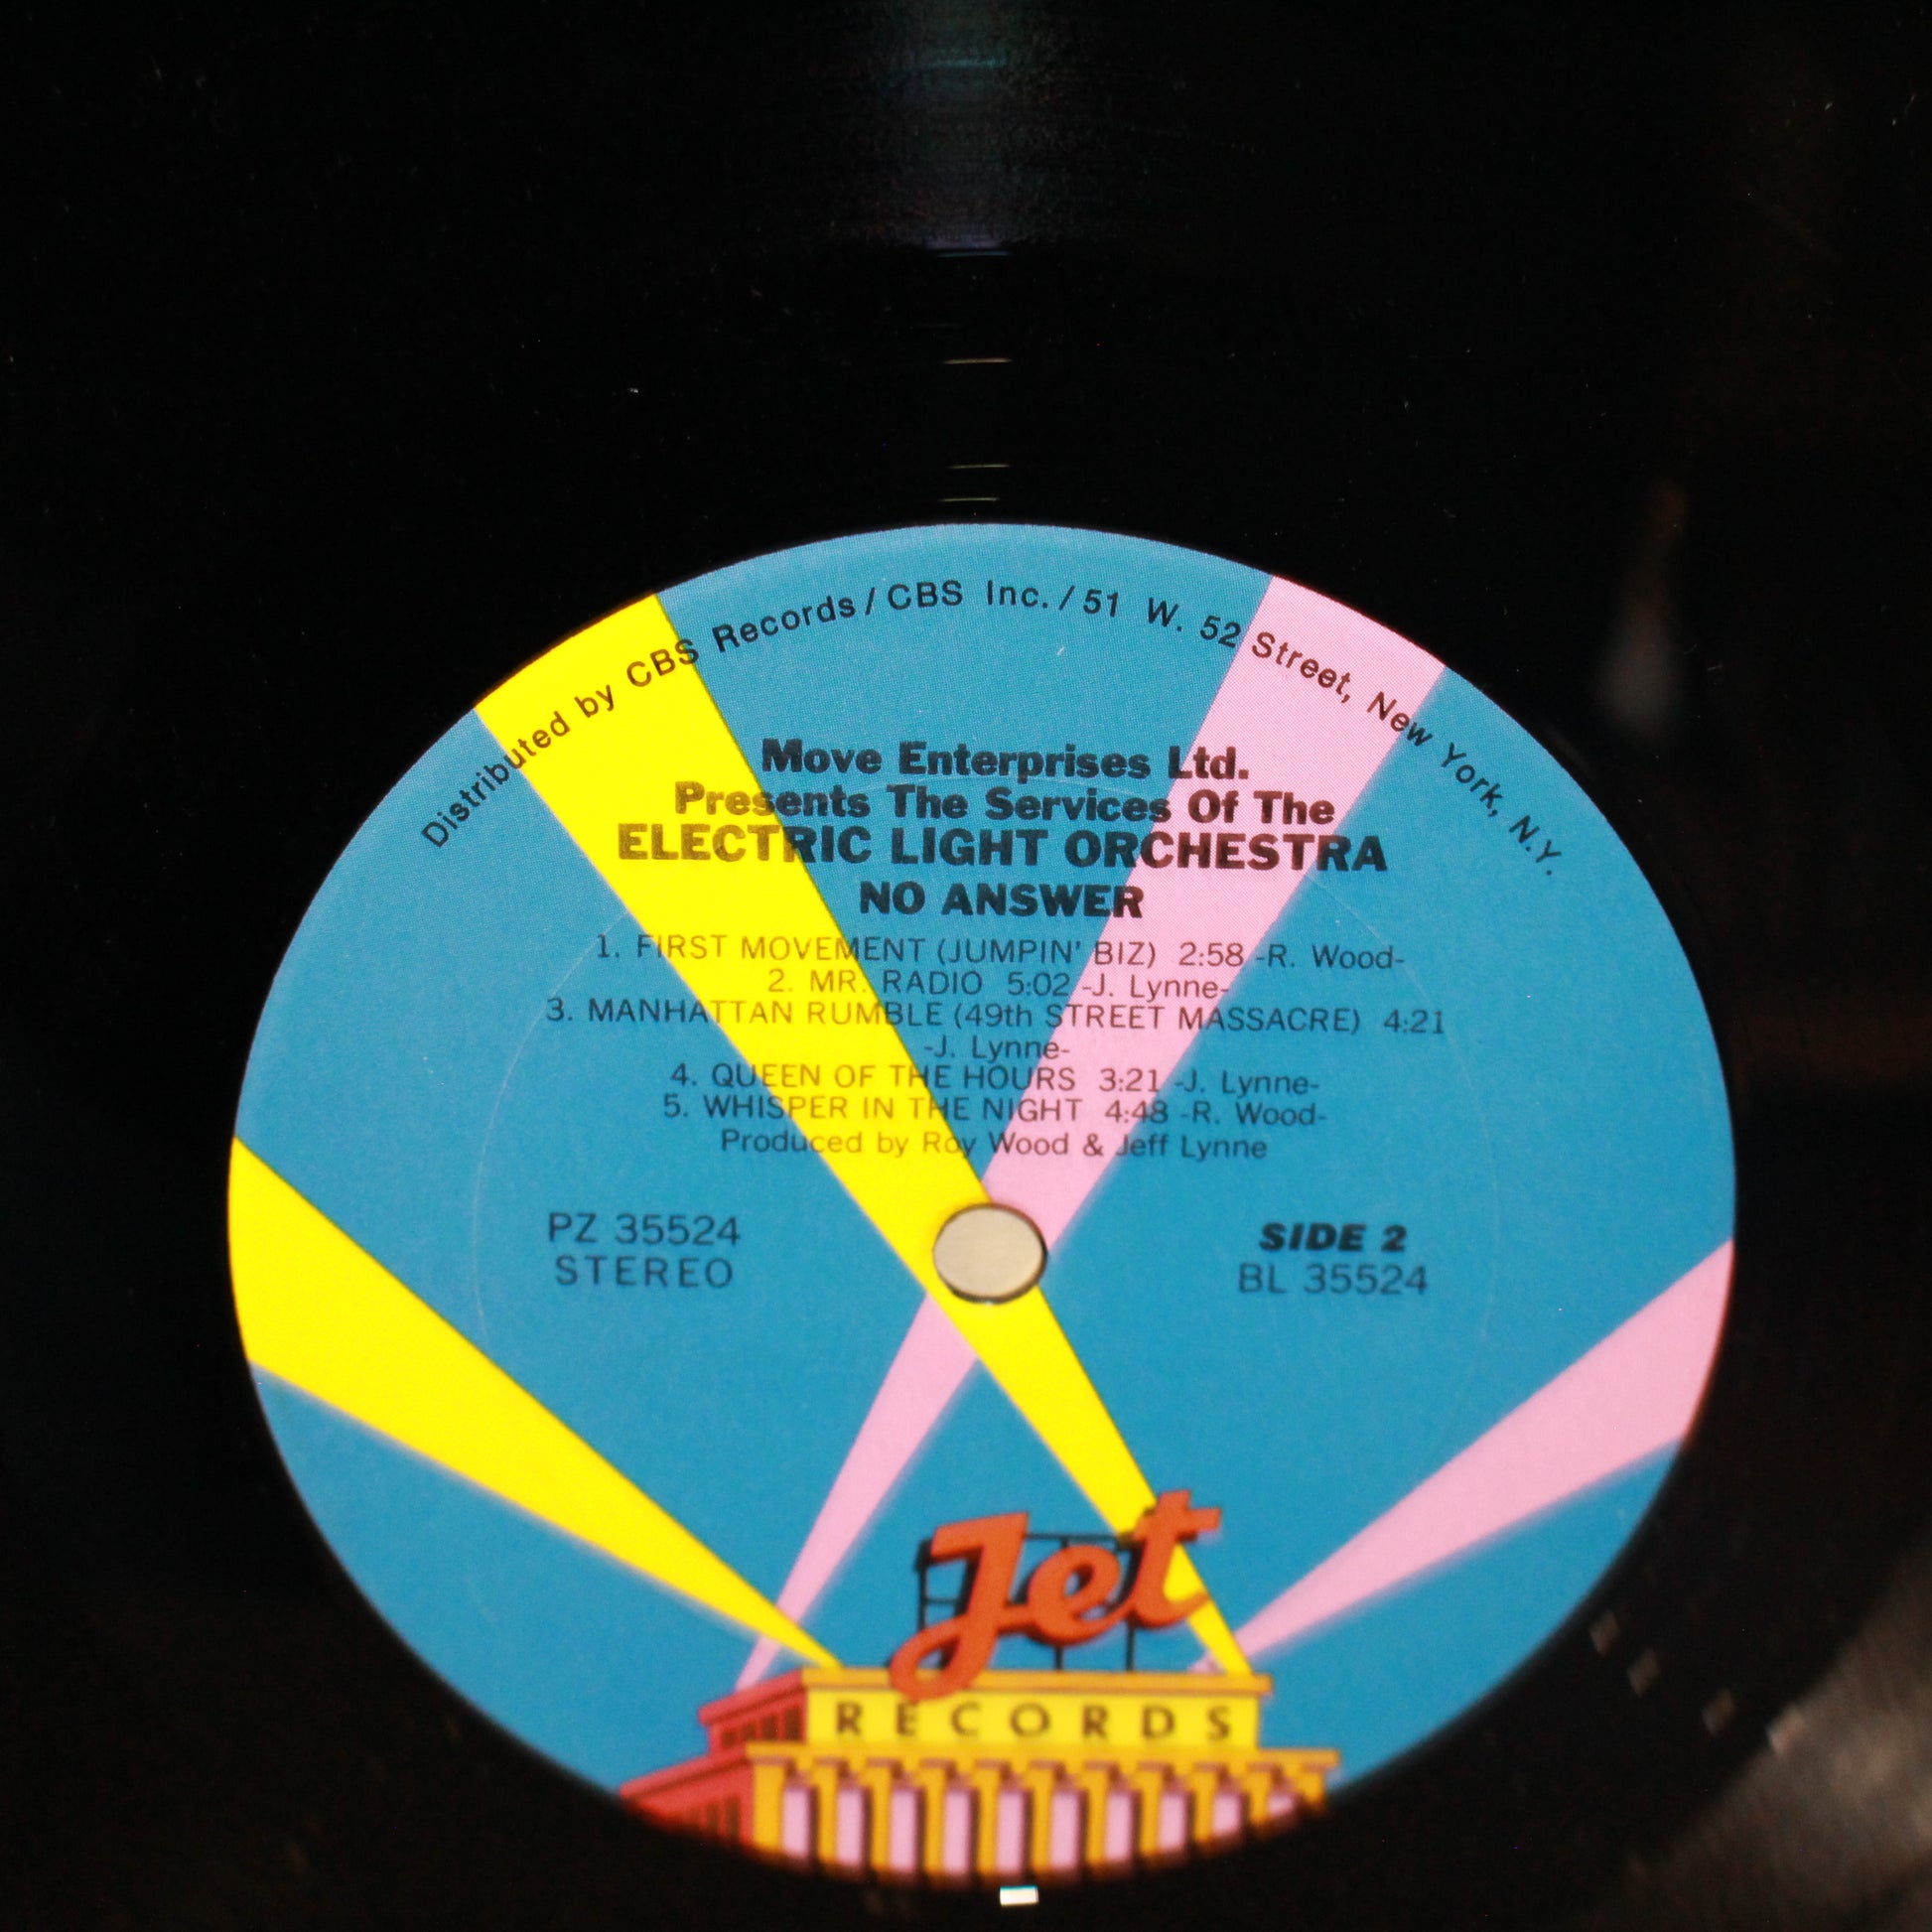 Distributed by CBS Records / CBS Inc. / 51 W. 52 Street, New York, N.Y.
Move Enterprises Ltd.
Presents The Services Of The
ELECTRIC LIGHT ORCHESTRA
NO ANSWER
1. FIRST MOVEMENT (JUMPIN' BIZ) 2:58 -R. Wood-
2. MR. RADIO 5:02 -J. Lynne-
3. MANHATTAN RUMBLE (49th STREET MASSACRE) 4:21
-J. Lynne-
4. QUEEN OF THE HOURS 3:21 -J. Lynne-
5. WHISPER IN THE NIGHT 4:48 -R. Wood-
Produced by Roy Wood & Jeff Lynne
PZ 35524
STEREO
SIDE 2
BL 35524
Jet
RECORDS